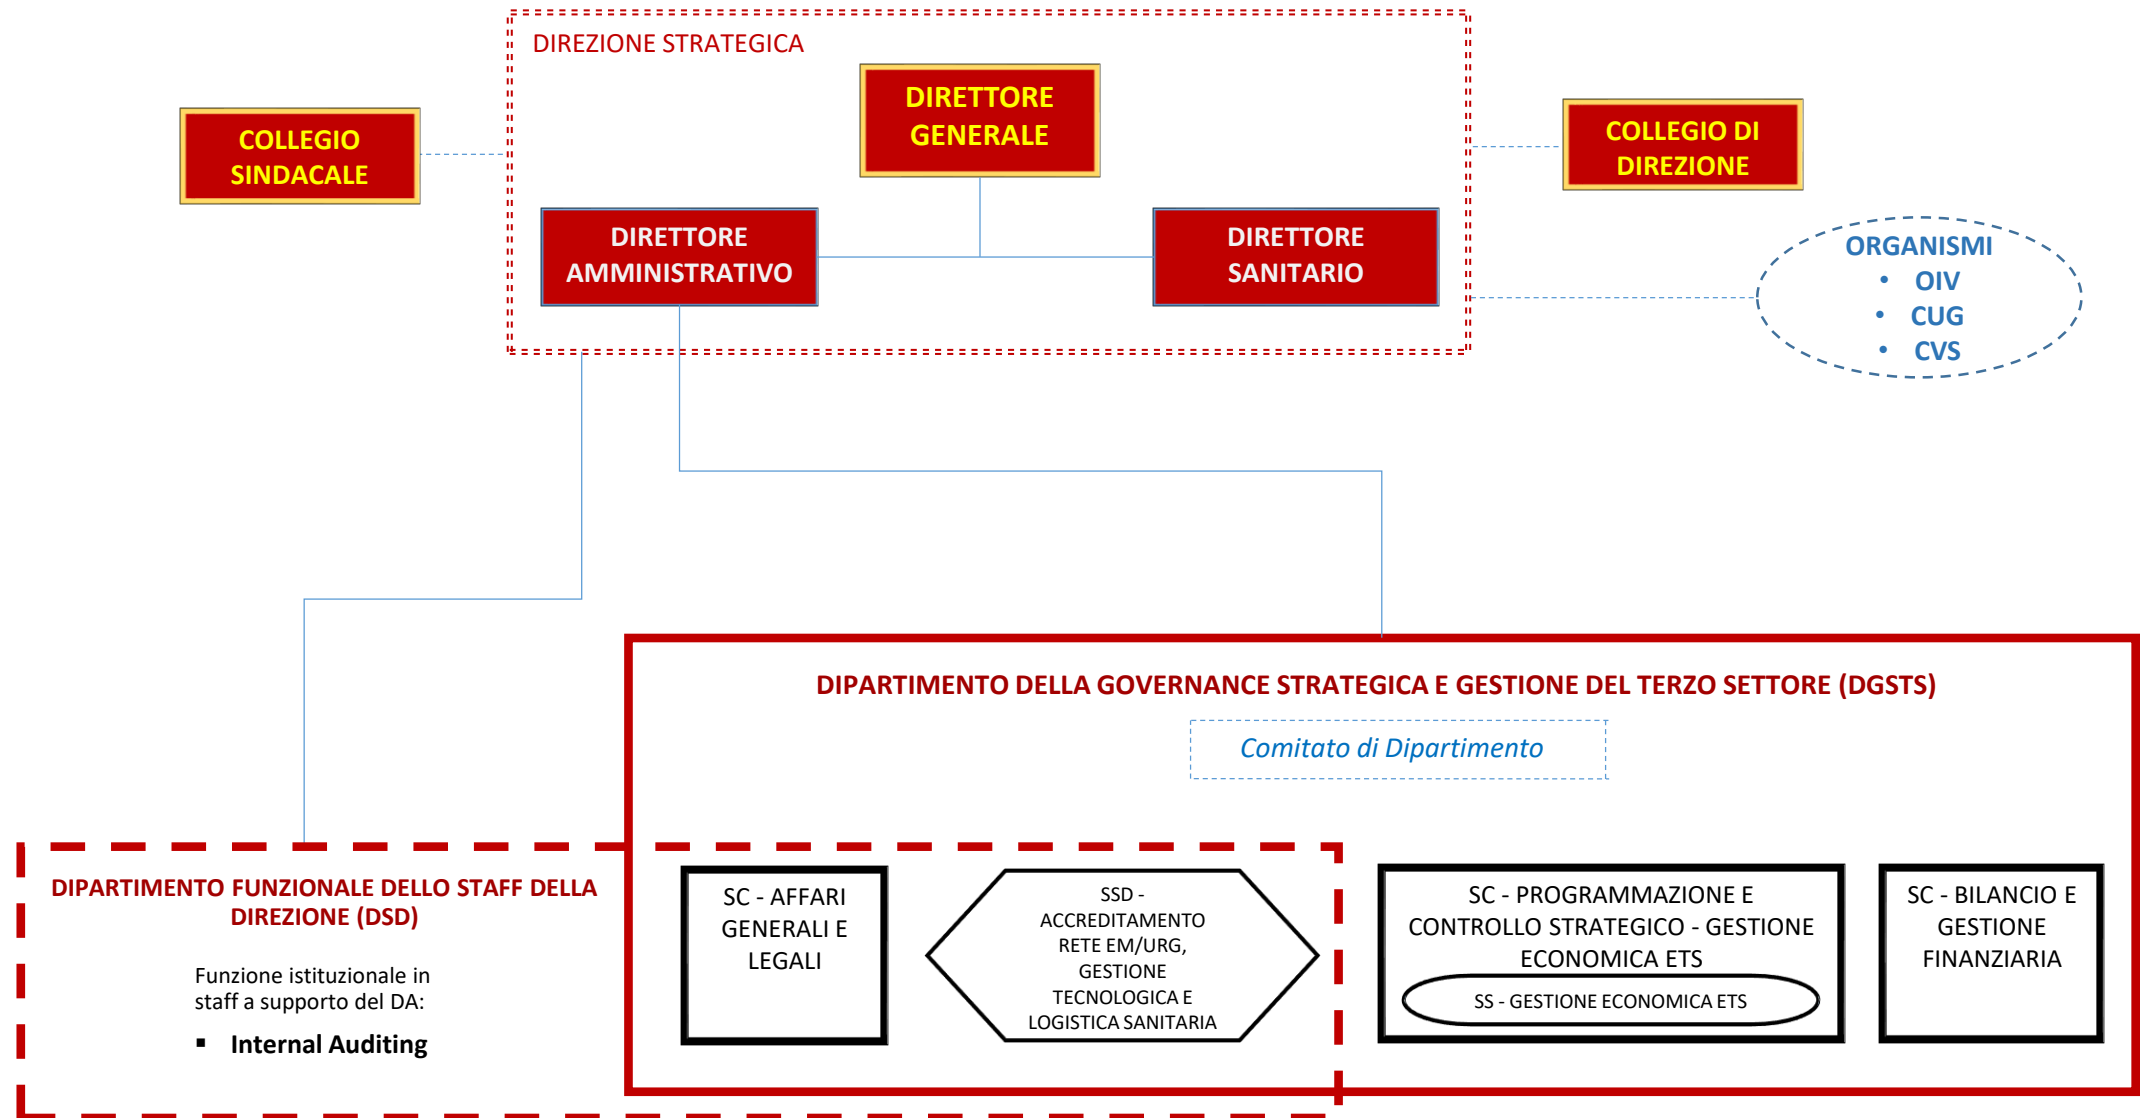 DIREZIONE STRATEGICA
DIRETTORE
GENERALE
COLLEGIO
SINDACALE
COLLEGIO DI
DIREZIONE
DIRETTORE
AMMINISTRATIVO
DIRETTORE
SANITARIO
ORGANISMI
• OIV
• CUG
• CVS
DIPARTIMENTO DELLA GOVERNANCE STRATEGICA E GESTIONE DEL TERZO SETTORE (DGSTS)
Comitato di Dipartimento
DIPARTIMENTO FUNZIONALE DELLO STAFF DELLA
DIREZIONE (DSD)
Funzione istituzionale in
staff a supporto del DA:
▪ Internal Auditing
SC - AFFARI
GENERALI E
LEGALI
SSD -
ACCREDITAMENTO
RETE EM/URG,
GESTIONE
TECNOLOGICA E
LOGISTICA SANITARIA
SC - PROGRAMMAZIONE E
CONTROLLO STRATEGICO - GESTIONE
ECONOMICA ETS
SS - GESTIONE ECONOMICA ETS
SC - BILANCIO E
GESTIONE
FINANZIARIA